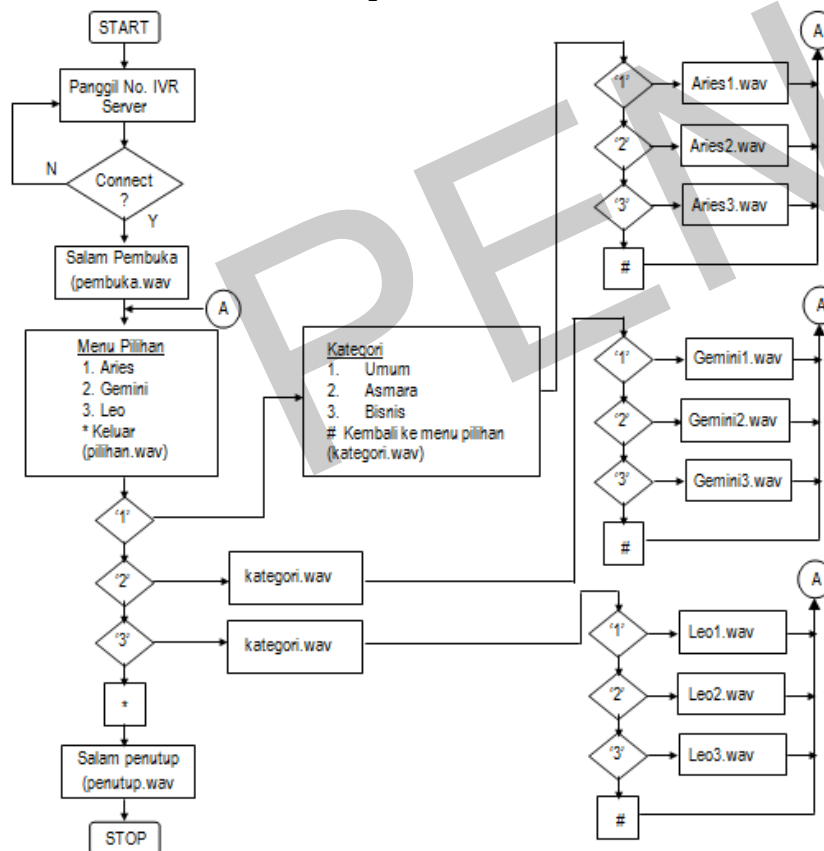 START
Panggil No. IVR
Server
N
Connect
?
Y
Salam Pembuka
(pembuka.wav
A
Menu Pilihan
1. Aries
2. Gemini
3. Leo
* Keluar
(pilihan.wav)
'1'
'2'
'3'
*
Salam penutup
(penutup.wav
STOP
Kategori
1. Umum
2. Asmara
3. Bisnis
# Kembali ke menu pilihan
(kategori.wav)
kategori.wav
kategori.wav
A
'1'
Aries1.wav
'2'
Aries2.wav
'3'
Aries3.wav
#
A
'1'
Gemini1.wav
'2'
Gemini2.wav
'3'
Gemini3.wav
#
A
'1'
Leo1.wav
'2'
Leo2.wav
'3'
Leo3.wav
#
PEN